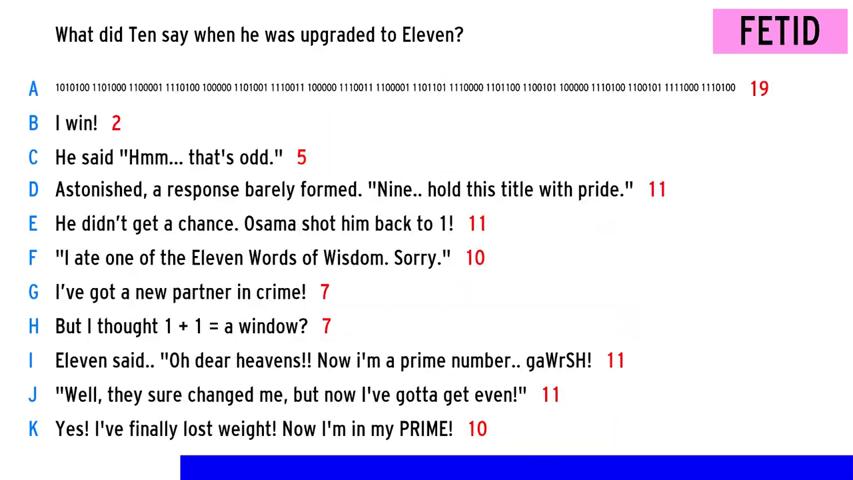 What did Ten say when he was upgraded to Eleven?
FETID
A 1010100 1101000 1100001 1110100 100000 1101001 1110011 100000 1110011 1100001 1101101 1110000 1101100 1100101 100000 1110100 1100101 1111000 1110100 19
B I win! 2
C He said "Hmm... that's odd." 5
D Astonished, a response barely formed. "Nine.. hold this title with pride." 11
E He didn't get a chance. Osama shot him back to 1! 11
F "I ate one of the Eleven Words of Wisdom. Sorry." 10
G I've got a new partner in crime! 7
H But I thought 1 + 1 = a window? 7
I Eleven said.. "Oh dear heavens!! Now i'm a prime number.. gaWrSH! 11
J "Well, they sure changed me, but now I've gotta get even!" 11
K Yes! I've finally lost weight! Now I'm in my PRIME! 10